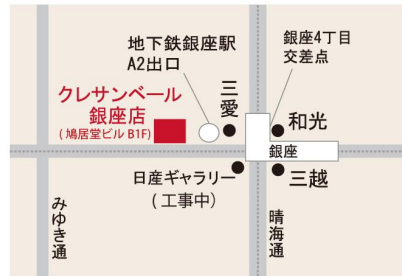 地下鉄銀座駅
A2出口
銀座4丁目
交差点
クレサンベール
銀座店
(鳩居堂ビル B1F)
三愛
和光
銀座
日産ギャラリー
(工事中)
三越
みゆき通
晴海通